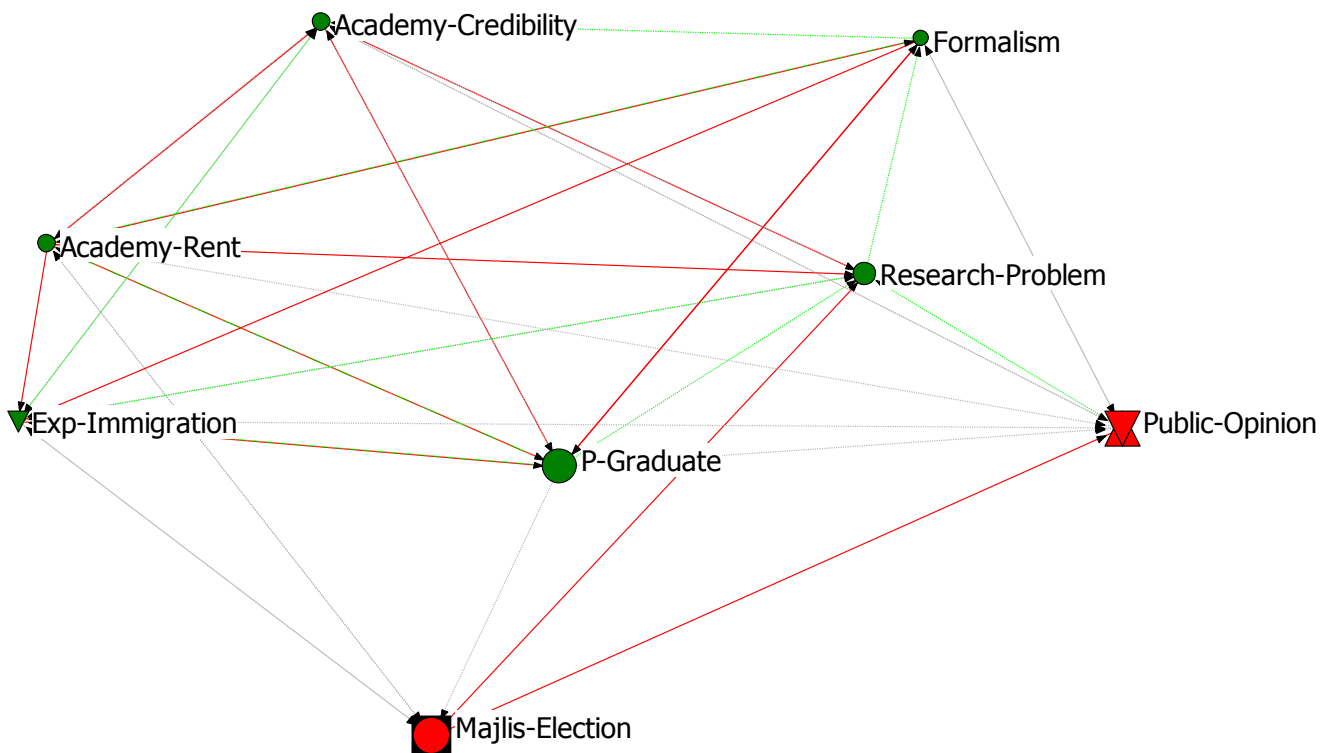 Academy-Credibility
Formalism
Academy-Rent
Research-Problem
Exp-Immigration
Public-Opinion
P-Graduate
Majlis-Election